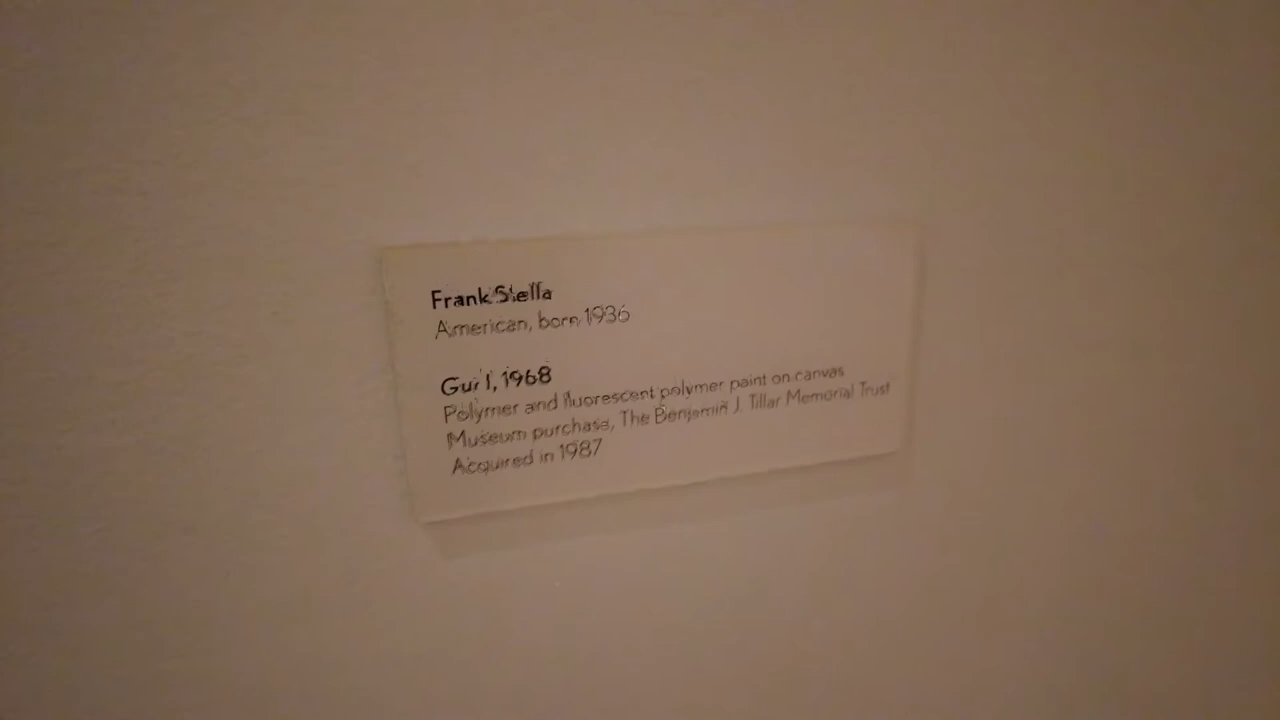 Frank Stella
American, born 1936
1968
Polymer and fluorescent polymer paint on canvas
Museum purchase, The Benjamin J. Tillar Memorial Trust
Acquired in 1987